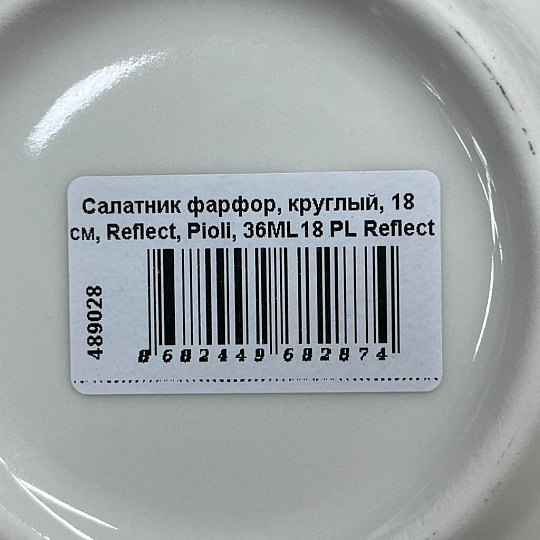 Салатник фарфор, круглый, 18
см, Reflect, Pioli, 36ML18 PL Reflect
489028
8682449682874